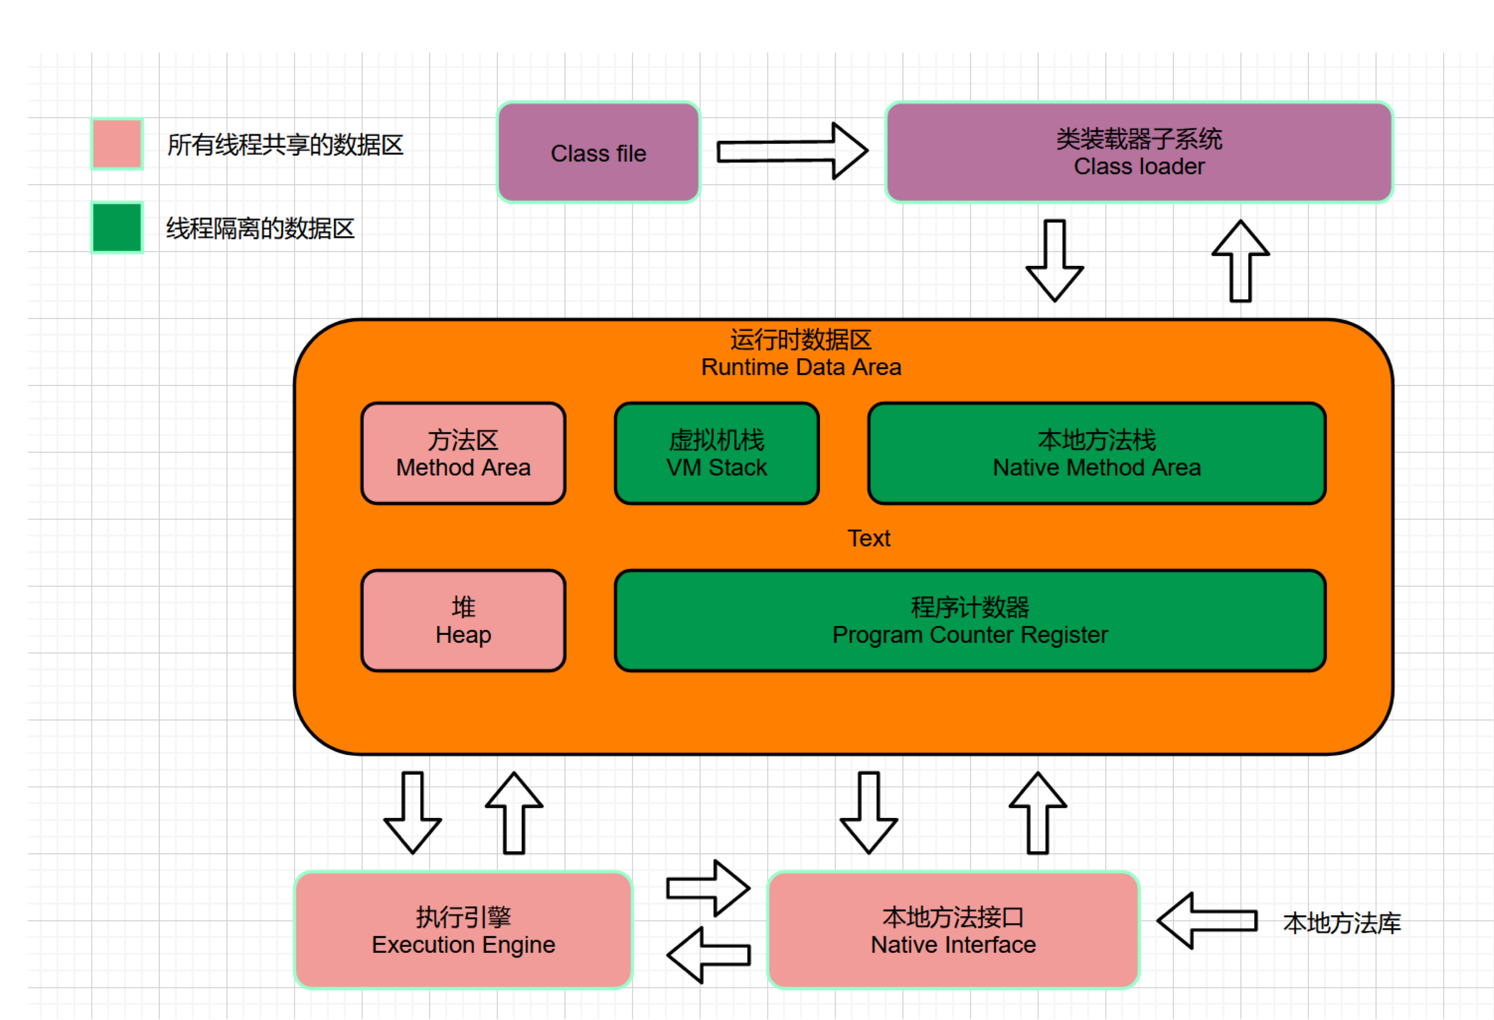 所有线程共享的数据区
线程隔离的数据区
Class file
类装载器子系统
Class loader
运行时数据区
Runtime Data Area
方法区
Method Area
虚拟机栈
VM Stack
本地方法栈
Native Method Area
Text
堆
Heap
程序计数器
Program Counter Register
执行引擎
Execution Engine
本地方法接口
Native Interface
本地方法库